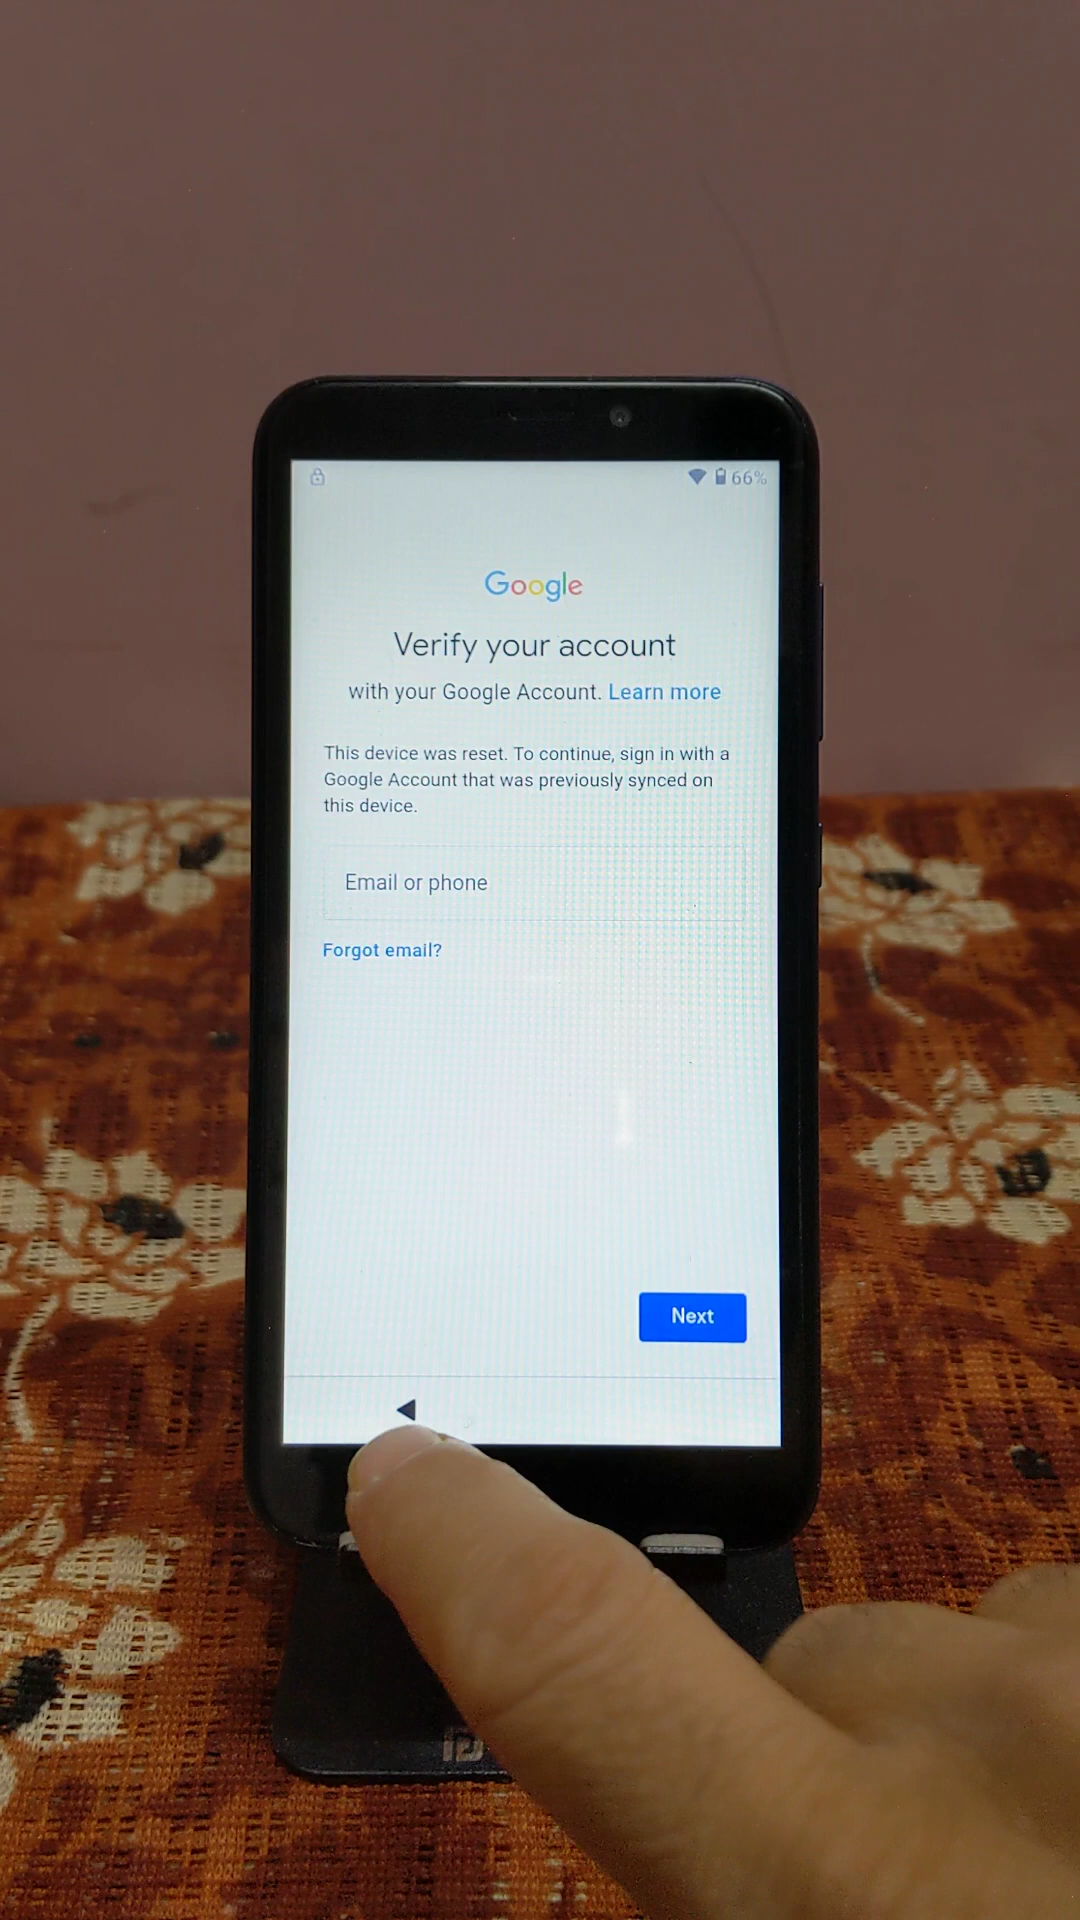 66%
Google
Verify your account
with your Google Account. Learn more
This device was reset. To continue, sign in with a
Google Account that was previously synced on
this device.
Email or phone
Forgot email?
Next